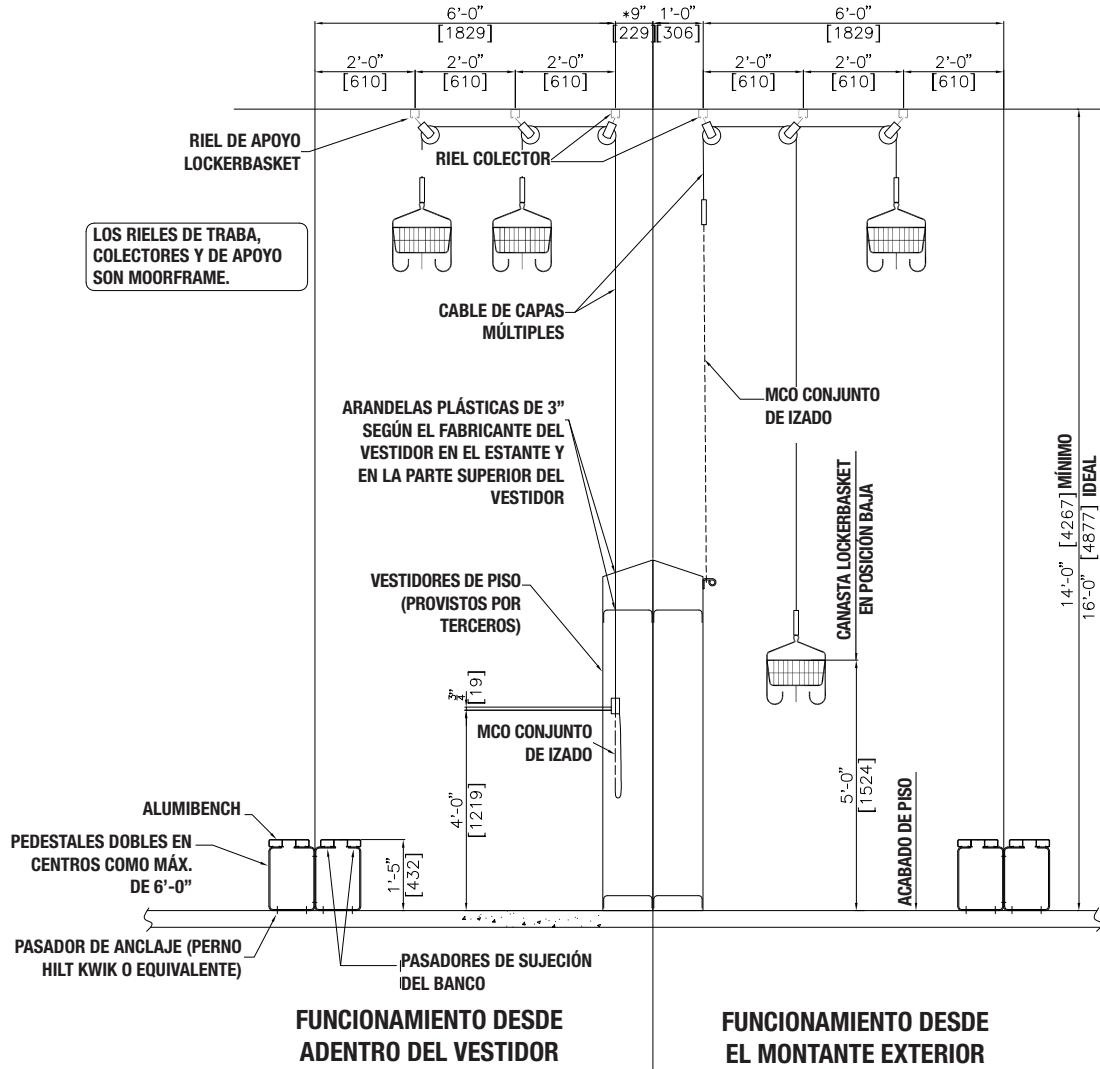 6'-0"
[1829]
*9"
[229]
1'-0"
[306]
6'-0"
[1829]
2'-0"
[610]
2'-0"
[610]
2'-0"
[610]
2'-0"
[610]
2'-0"
[610]
2'-0"
[610]
RIEL DE APOYO
LOCKERBASKET
RIEL COLECTOR
LOS RIELES DE TRABA,
COLECTORES Y DE APOYO
SON MOORFRAME.
CABLE DE CAPAS
MÚLTIPLES
MCO CONJUNTO
DE IZADO
ARANDELAS PLÁSTICAS DE 3"
SEGÚN EL FABRICANTE DEL
VESTIDOR EN EL ESTANTE Y
EN LA PARTE SUPERIOR DEL
VESTIDOR
14'-0" [4267] MÍNIMO
16'-0" [4877] IDEAL
CANASTA LOCKERBASKET
EN POSICIÓN BAJA
VESTIDORES DE PISO
(PROVISTOS POR
TERCEROS)
3/4"
[19]
MCO CONJUNTO
DE IZADO
4'-0"
[1219]
5'-0"
[1524]
ACABADO DE PISO
ALUMIBENCH
PEDESTALES DOBLES EN
CENTROS COMO MÁX.
DE 6'-0"
1'-5"
[432]
PASADOR DE ANCLAJE (PERNO
HILT KWIK O EQUIVALENTE)
PASADORES DE SUJECIÓN
DEL BANCO
FUNCIONAMIENTO DESDE
ADENTRO DEL VESTIDOR
FUNCIONAMIENTO DESDE
EL MONTANTE EXTERIOR